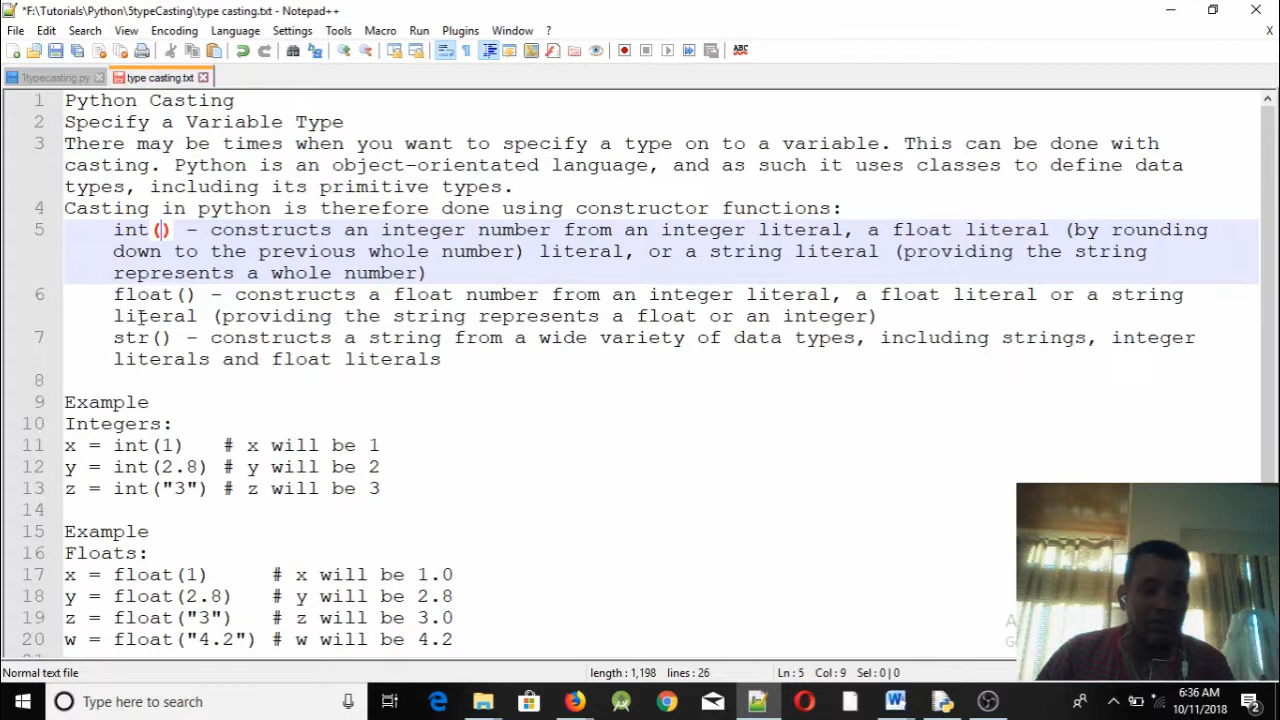 *F:\Tutorials\Python\5typeCasting\type casting.txt - Notepad++
File Edit Search View Encoding Language Settings Tools Macro Run Plugins Window ? X
1typecasting.py type casting.txt
1 Python Casting
2 Specify a Variable Type
3 There may be times when you want to specify a type on to a variable. This can be done with
casting. Python is an object-orientated language, and as such it uses classes to define data
types, including its primitive types.
4 Casting in python is therefore done using constructor functions:
5 int() - constructs an integer number from an integer literal, a float literal (by rounding
down to the previous whole number) literal, or a string literal (providing the string
represents a whole number)
6 float() - constructs a float number from an integer literal, a float literal or a string
literal (providing the string represents a float or an integer)
7 str() - constructs a string from a wide variety of data types, including strings, integer
literals and float literals
8
9 Example
10 Integers:
11 x = int(1) # x will be 1
12 y = int(2.8) # y will be 2
13 z = int("3") # z will be 3
14
15 Example
16 Floats:
17 x = float(1) # x will be 1.0
18 y = float(2.8) # y will be 2.8
19 z = float("3") # z will be 3.0
20 w = float("4.2") # w will be 4.2
Normal text file length : 1,198 lines : 26 Ln : 5 Col : 9 Sel : 0 | 0
Type here to search
6:36 AM
10/11/2018
2